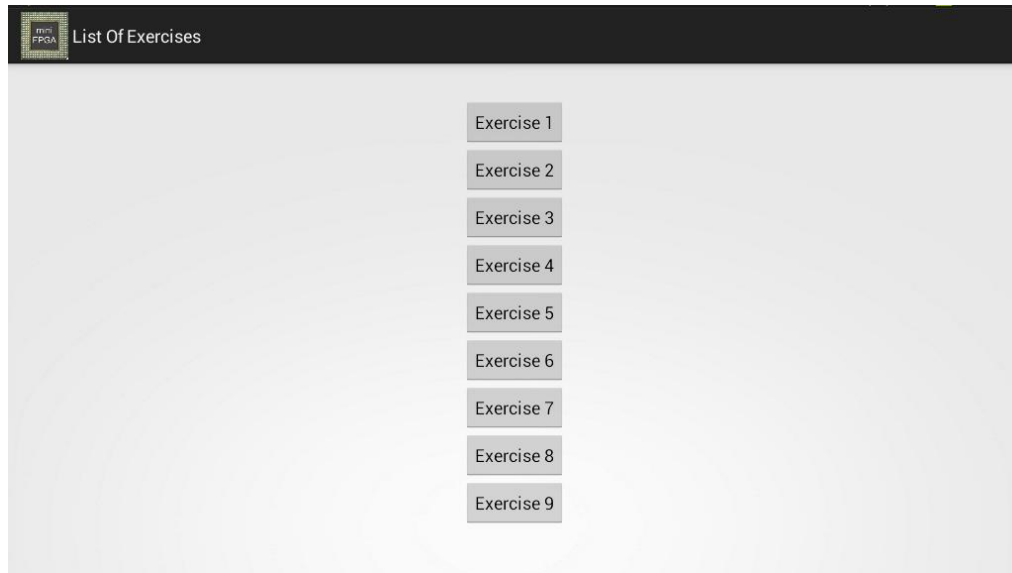 mini
FPGA
List Of Exercises
Exercise 1
Exercise 2
Exercise 3
Exercise 4
Exercise 5
Exercise 6
Exercise 7
Exercise 8
Exercise 9